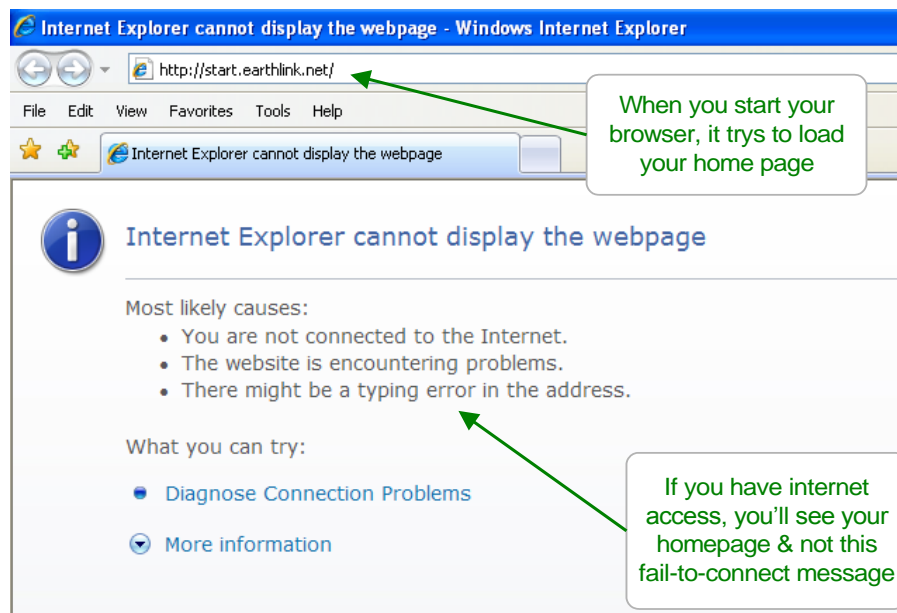 Internet Explorer cannot display the webpage - Windows Internet Explorer
http://start.earthlink.net/
File Edit View Favorites Tools Help
Internet Explorer cannot display the webpage
When you start your
browser, it trys to load
your home page
Internet Explorer cannot display the webpage
Most likely causes:
• You are not connected to the Internet.
• The website is encountering problems.
• There might be a typing error in the address.
What you can try:
Diagnose Connection Problems
More information
If you have internet
access, you’ll see your
homepage & not this
fail-to-connect message